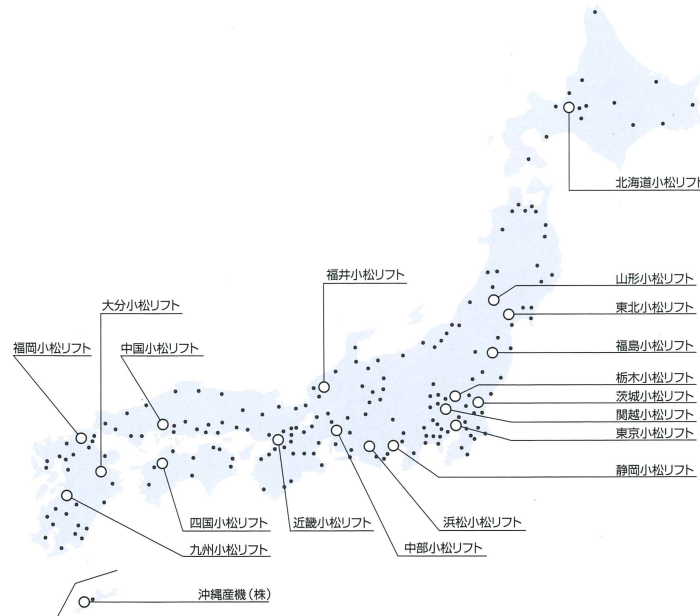 北海道小松リフト
福井小松リフト
山形小松リフト
大分小松リフト
東北小松リフト
福岡小松リフト
中国小松リフト
福島小松リフト
栃木小松リフト
茨城小松リフト
関越小松リフト
東京小松リフト
静岡小松リフト
四国小松リフト
近畿小松リフト
浜松小松リフト
九州小松リフト
中部小松リフト
沖縄産機(株)